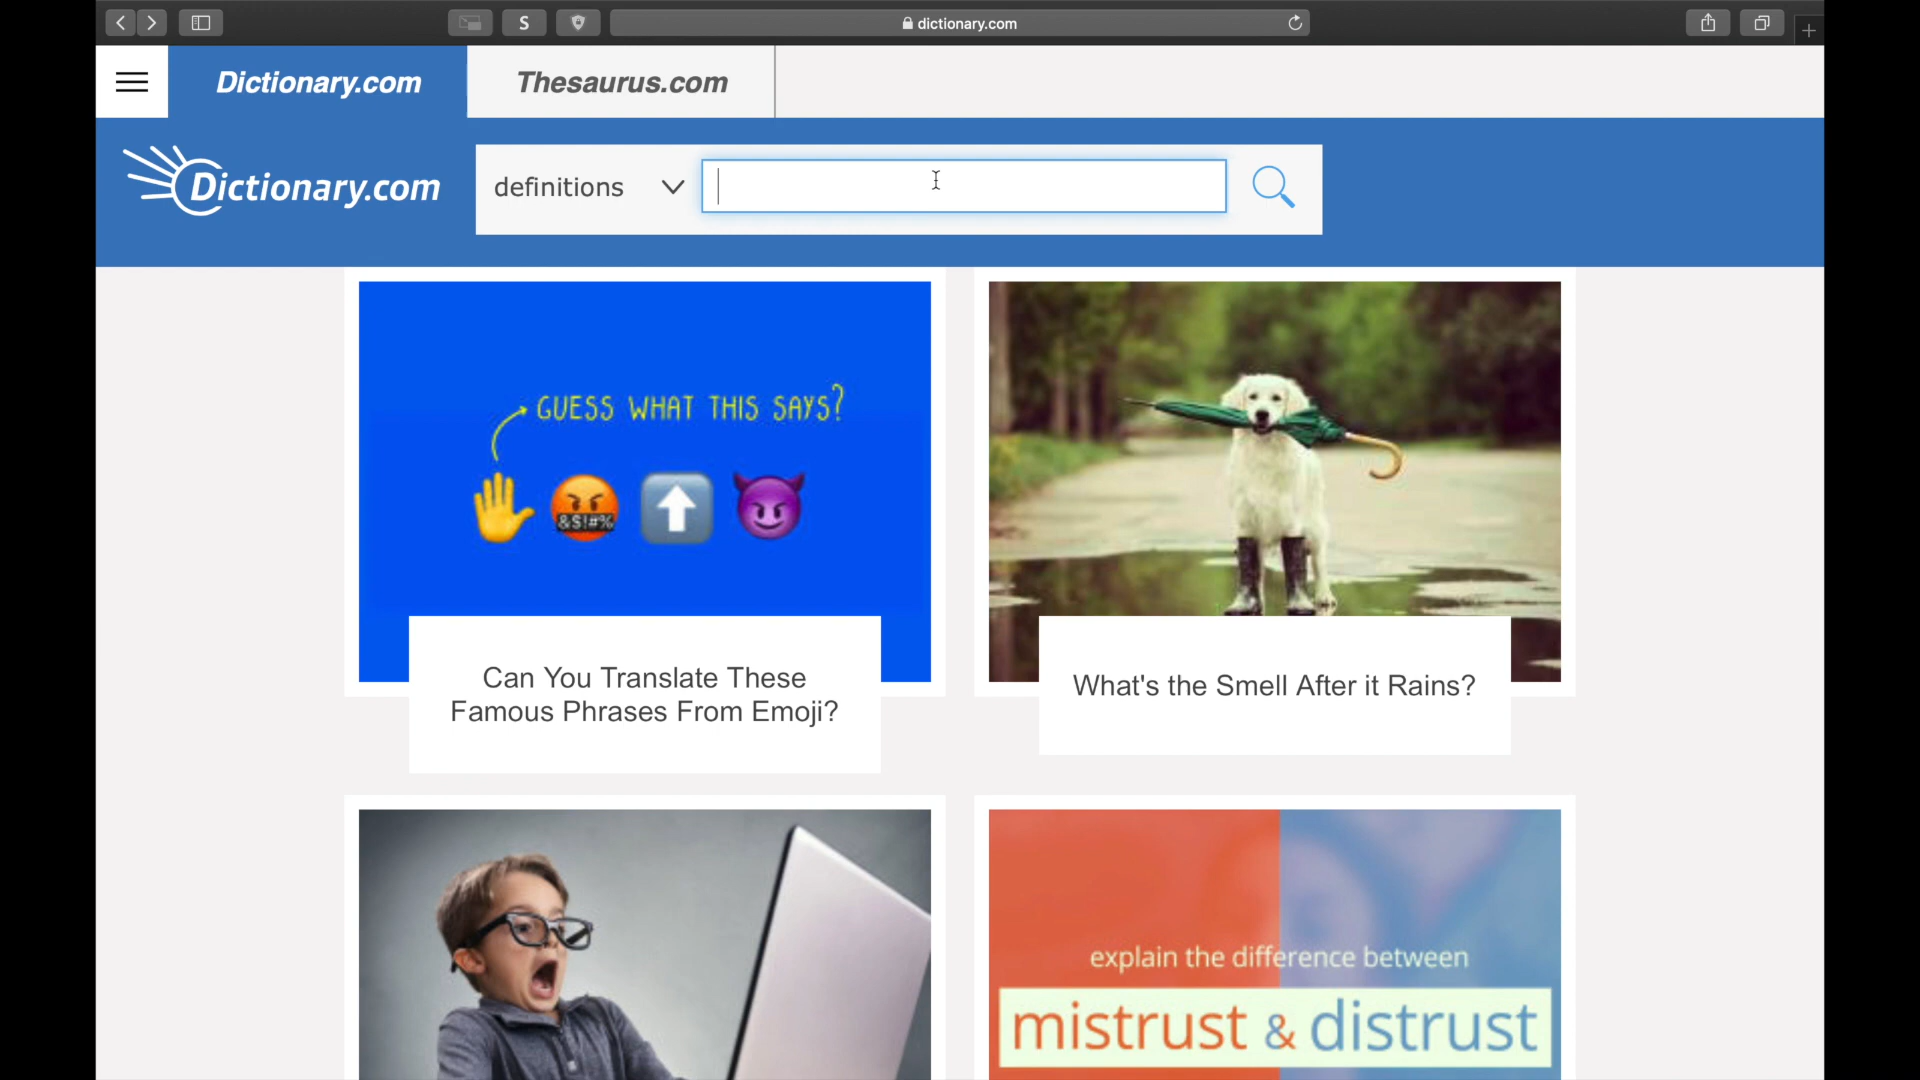 S
dictionary.com
Dictionary.com
Thesaurus.com
Dictionary.com
definitions
GUESS WHAT THIS SAYS?
&$!#%
Can You Translate These
Famous Phrases From Emoji?
What's the Smell After it Rains?
explain the difference between
mistrust & distrust